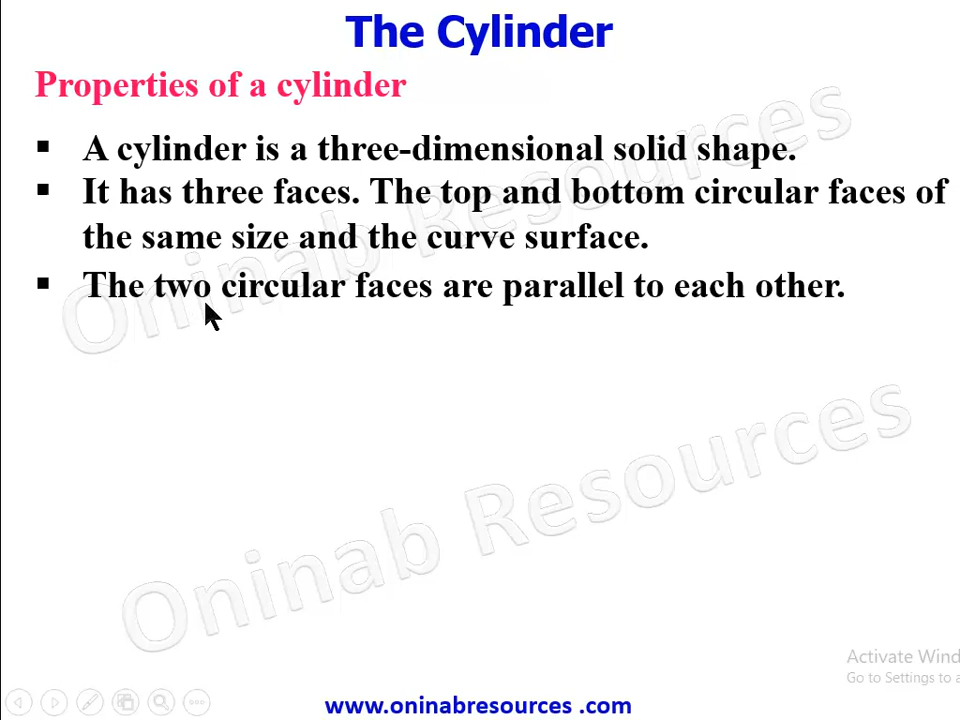 The Cylinder
Properties of a cylinder
▪ A cylinder is a three-dimensional solid shape.
▪ It has three faces. The top and bottom circular faces of
the same size and the curve surface.
▪ The two circular faces are parallel to each other.
Oninab Resources
Oninab Resources
Activate Wind
Go to Settings to a
www.oninabresources .com